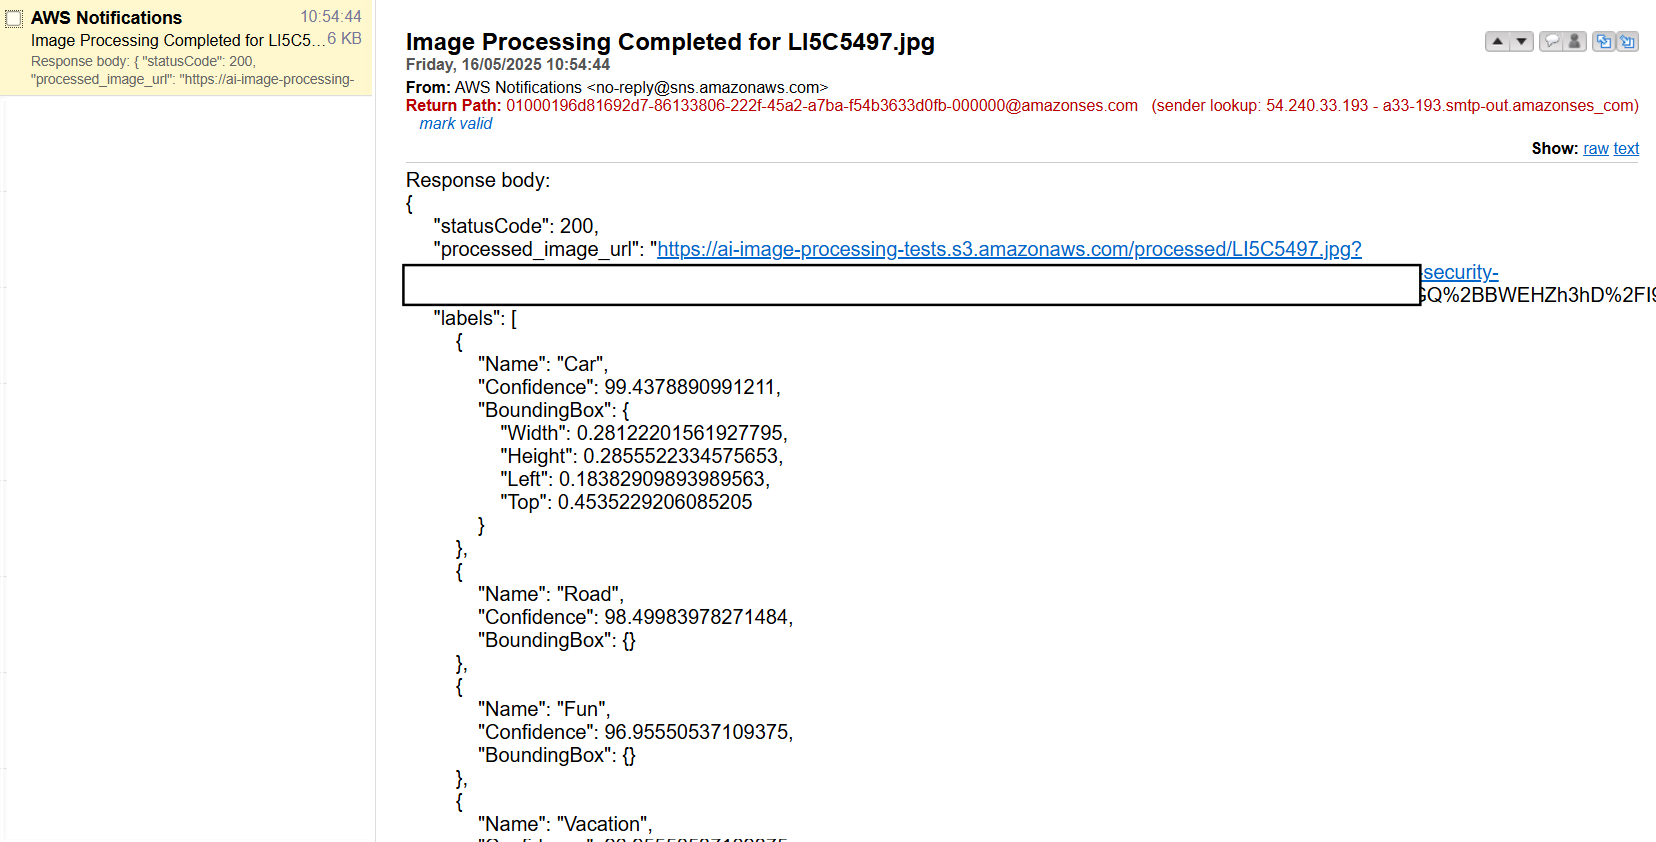 AWS Notifications 10:54:44
Image Processing Completed for LI5C5... 6 KB
Response body: { "statusCode": 200,
"processed_image_url": "https://ai-image-processing-
Image Processing Completed for LI5C5497.jpg
Friday, 16/05/2025 10:54:44
From: AWS Notifications <no-reply@sns.amazonaws.com>
Return Path: 01000196d81692d7-86133806-222f-45a2-a7ba-f54b3633d0fb-000000@amazonses.com (sender lookup: 54.240.33.193 - a33-193.smtp-out.amazonses_com)
mark valid
Show: raw text
Response body:
{
"statusCode": 200,
"processed_image_url": "https://ai-image-processing-tests.s3.amazonaws.com/processed/LI5C5497.jpg?
-security-
GQ%2BBWEHZh3hD%2FI9
"labels": [
{
"Name": "Car",
"Confidence": 99.4378890991211,
"BoundingBox": {
"Width": 0.28122201561927795,
"Height": 0.2855522334575653,
"Left": 0.18382909893989563,
"Top": 0.4535229206085205
}
},
{
"Name": "Road",
"Confidence": 98.49983978271484,
"BoundingBox": {}
},
{
"Name": "Fun",
"Confidence": 96.95550537109375,
"BoundingBox": {}
},
{
"Name": "Vacation",